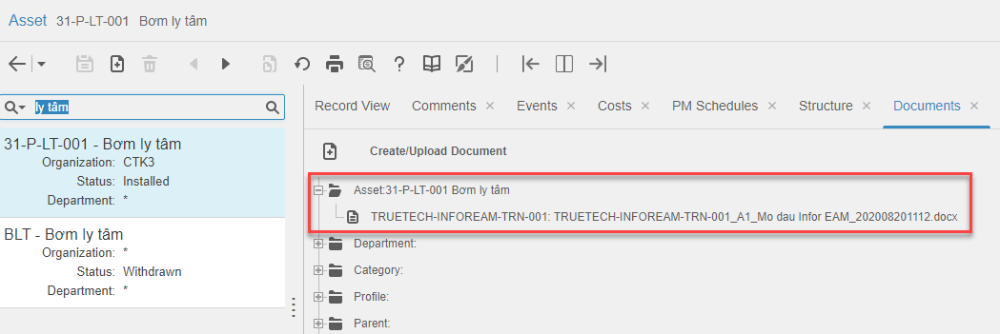 Asset 31-P-LT-001 Bơm ly tâm
ly tâm
31-P-LT-001 - Bơm ly tâm
Organization: CTK3
Status: Installed
Department: *
BLT - Bơm ly tâm
Organization: *
Status: Withdrawn
Department: *
Record View Comments × Events × Costs × PM Schedules × Structure × Documents ×
Create/Upload Document
Asset:31-P-LT-001 Bơm ly tâm
TRUETECH-INFOREAM-TRN-001: TRUETECH-INFOREAM-TRN-001_A1_Mo dau Infor EAM_202008201112.docx
Department:
Category:
Profile:
Parent: